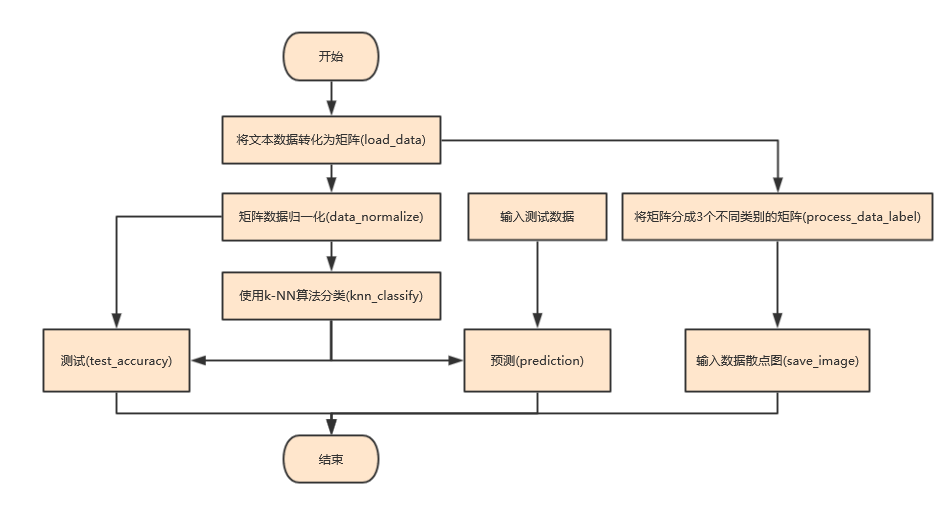 开始
将文本数据转化为矩阵(load_data)
矩阵数据归一化(data_normalize)
输入测试数据
将矩阵分成3个不同类别的矩阵(process_data_label)
使用k-NN算法分类(knn_classify)
测试(test_accuracy)
预测(prediction)
输入数据散点图(save_image)
结束